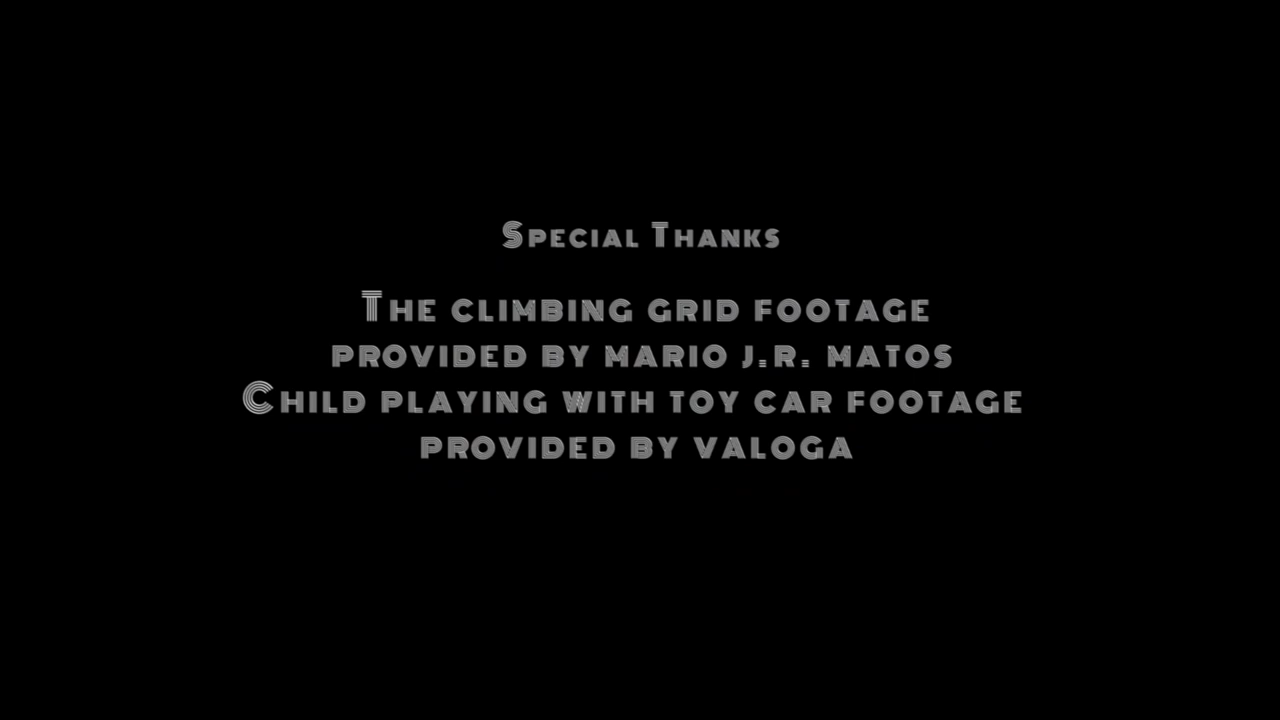 Special Thanks
The climbing grid footage
provided by Mario J.R. Matos
Child playing with toy car footage
provided by Valoga